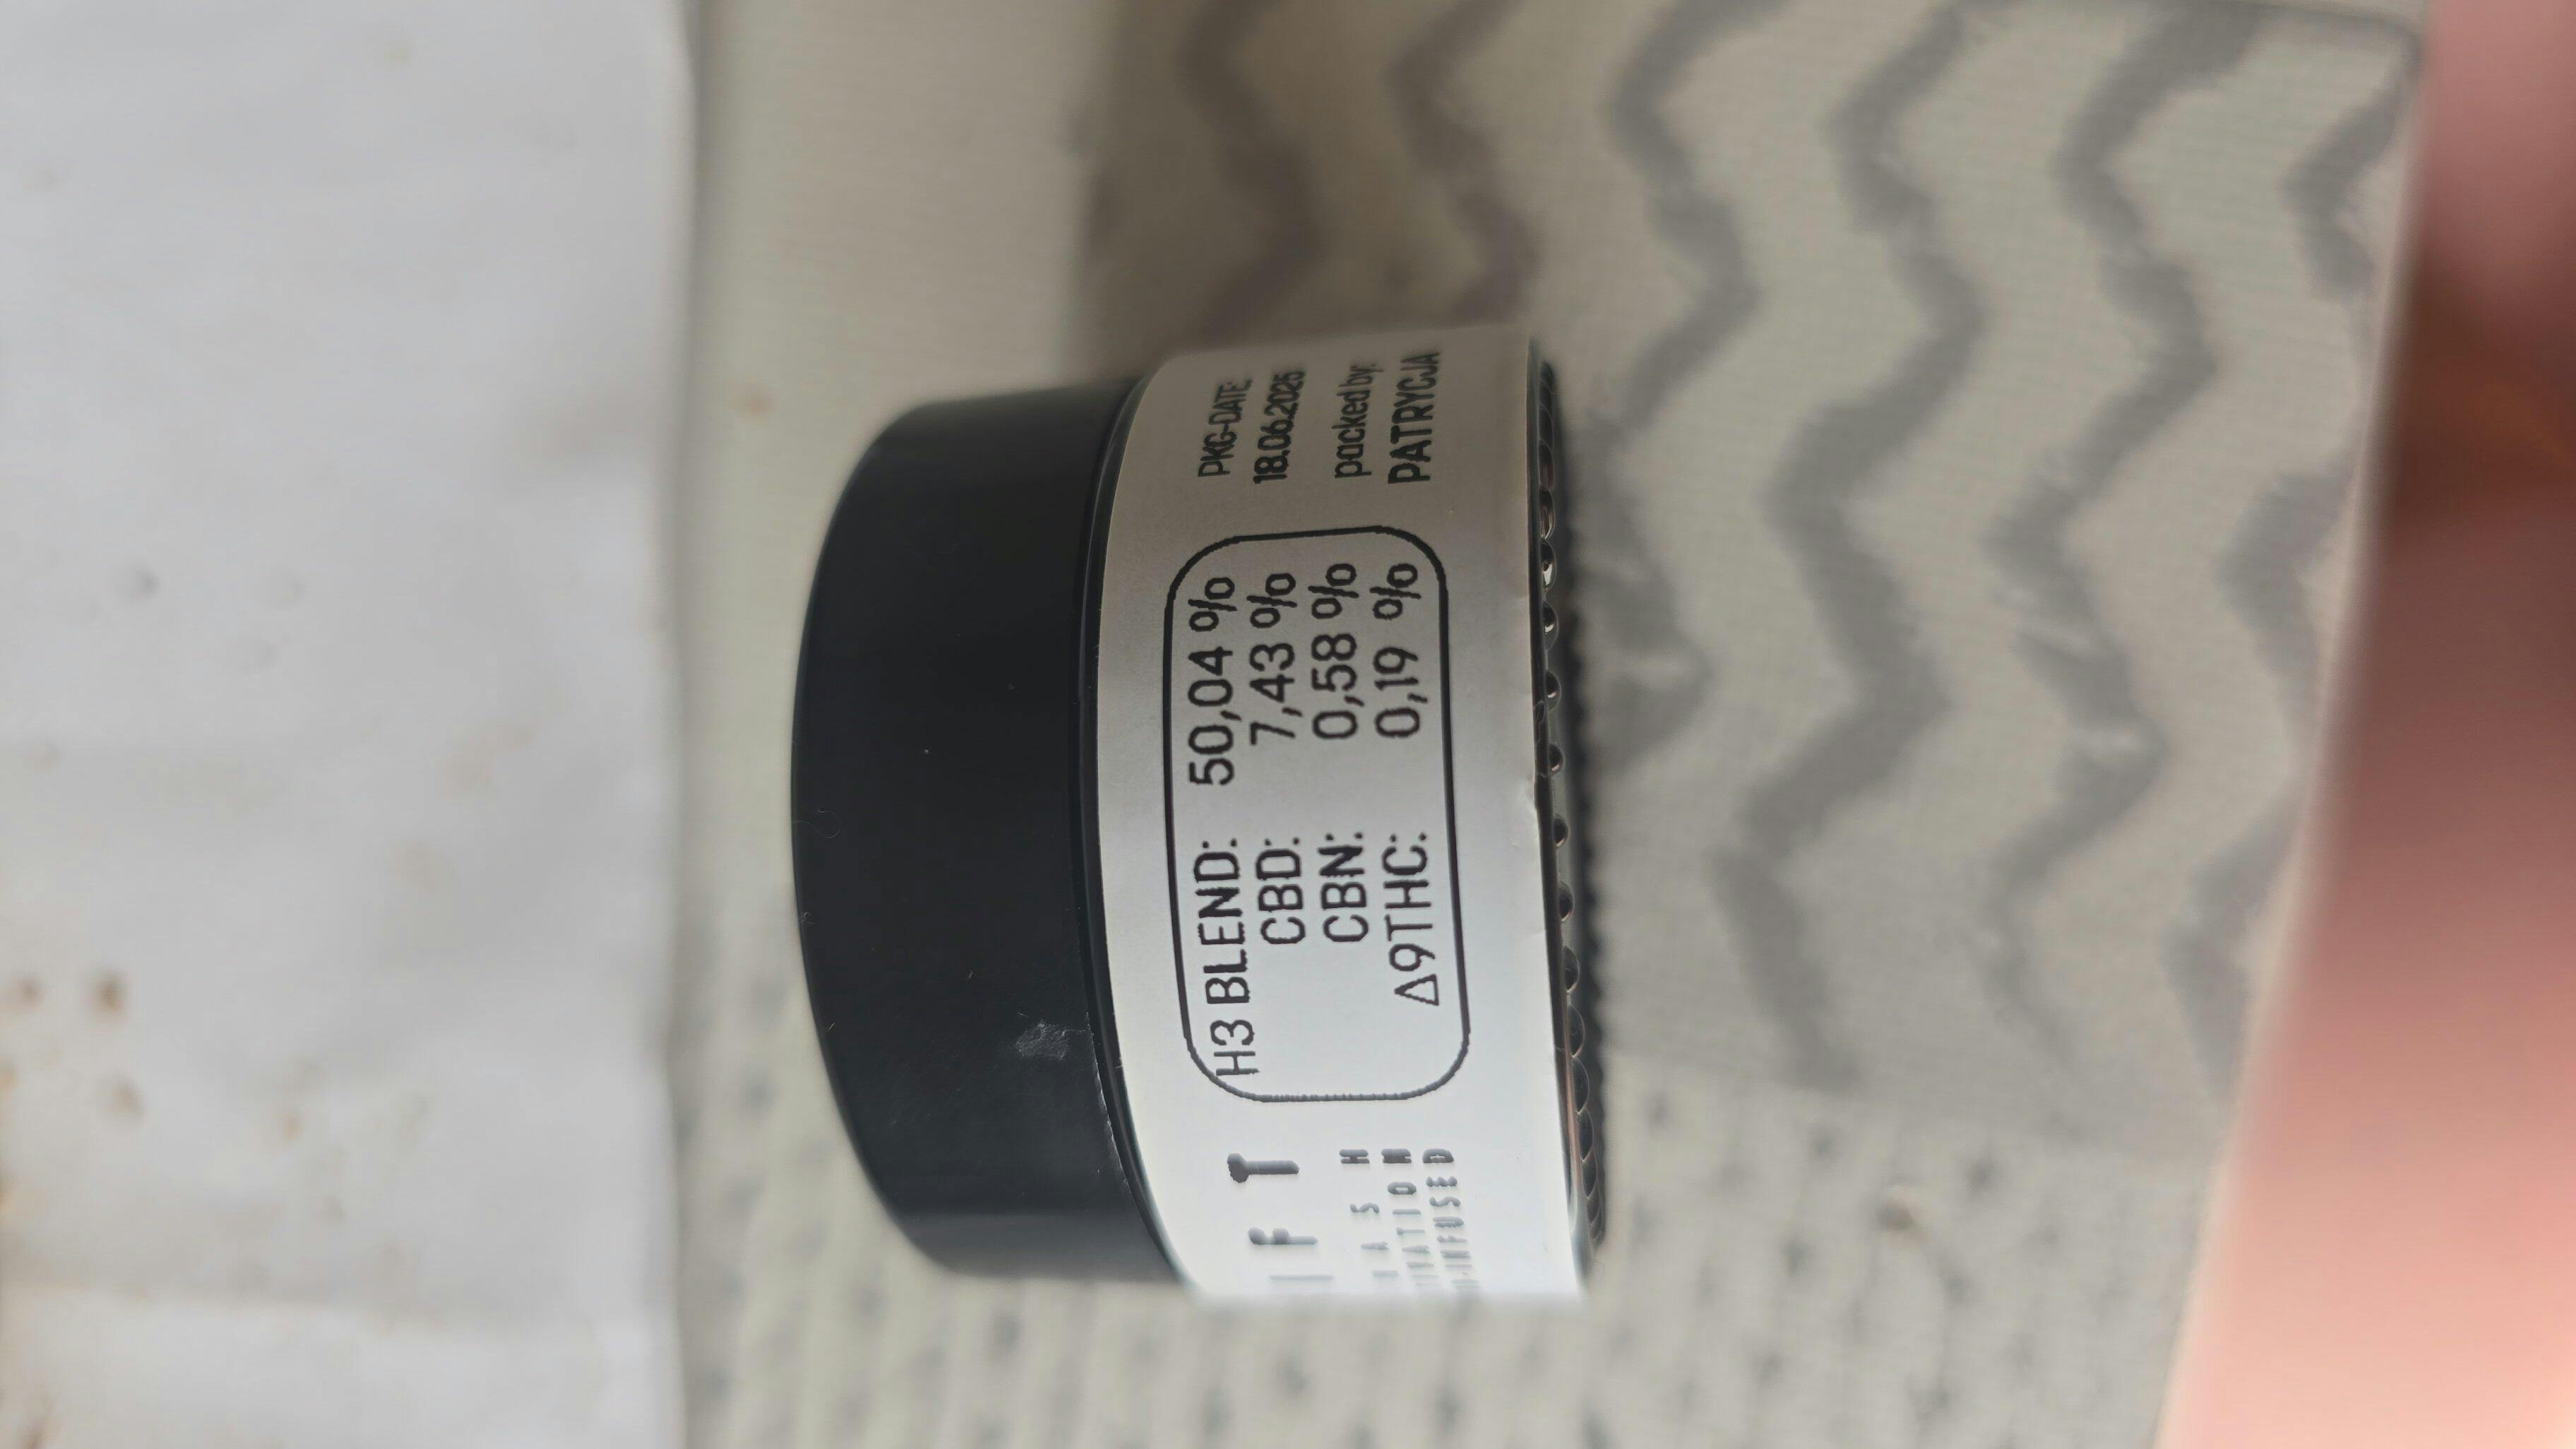 H3 BLEND: 50,04 %
CBD: 7,43 %
CBN: 0,58 %
Δ9THC: 0,19 %
PKG-DATE:
18.06.2025
packed by:
PATRYCJA